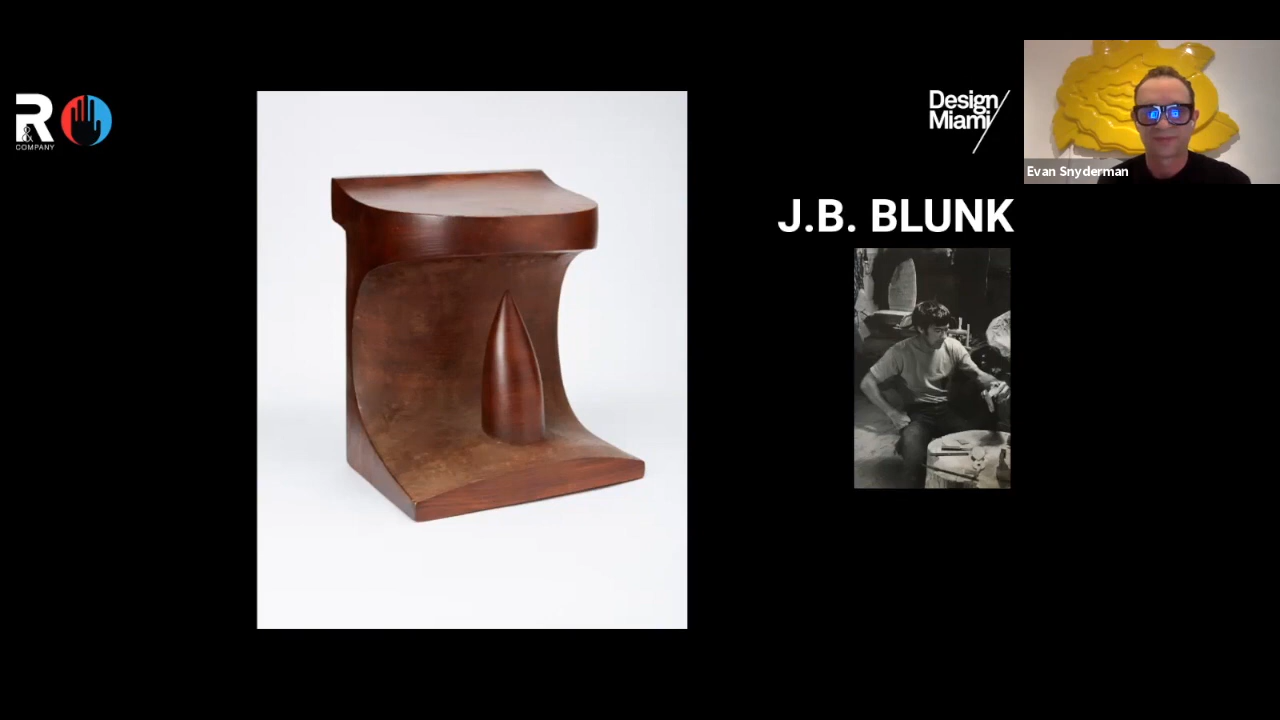 R
&
COMPANY
Design
Miami/
Evan Snyderman
J.B. BLUNK